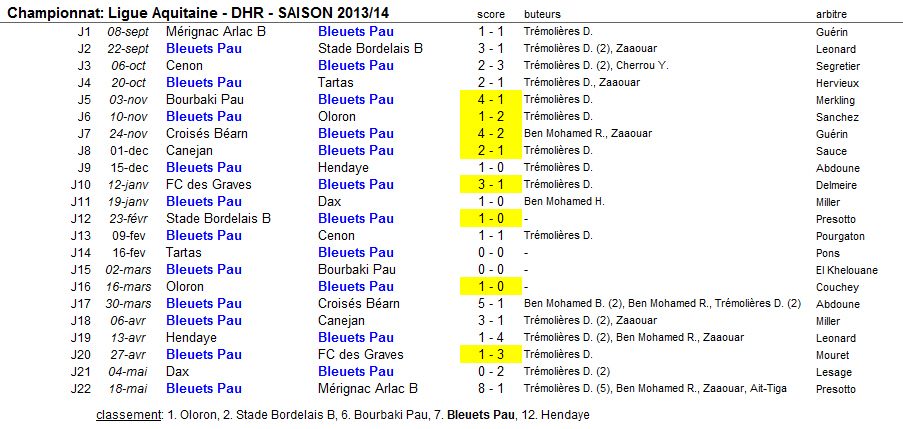 Championnat: Ligue Aquitaine - DHR - SAISON 2013/14 score buteurs arbitre
J1 08-sept Mérignac Arlac B Bleuets Pau 1 - 1 Trémolières D. Guérin
J2 22-sept Bleuets Pau Stade Bordelais B 3 - 1 Trémolières D. (2), Zaaouar Leonard
J3 06-oct Cenon Bleuets Pau 2 - 3 Trémolières D. (2), Cherrou Y. Segretier
J4 20-oct Bleuets Pau Tartas 2 - 1 Trémolières D., Zaaouar Hervieux
J5 03-nov Bourbaki Pau Bleuets Pau 4 - 1 Trémolières D. Merkling
J6 10-nov Bleuets Pau Oloron 1 - 2 Trémolières D. Sanchez
J7 24-nov Croisés Béarn Bleuets Pau 4 - 2 Ben Mohamed R., Zaaouar Guérin
J8 01-dec Canejan Bleuets Pau 2 - 1 Trémolières D. Sauce
J9 15-dec Bleuets Pau Hendaye 1 - 0 Trémolières D. Abdoune
J10 12-janv FC des Graves Bleuets Pau 3 - 1 Trémolières D. Delmeire
J11 19-janv Bleuets Pau Dax 1 - 0 Ben Mohamed H. Miller
J12 23-févr Stade Bordelais B Bleuets Pau 1 - 0 - Presotto
J13 09-fev Bleuets Pau Cenon 1 - 1 Trémolières D. Pourgaton
J14 16-fev Tartas Bleuets Pau 0 - 0 - Pons
J15 02-mars Bleuets Pau Bourbaki Pau 0 - 0 - El Khelouane
J16 16-mars Oloron Bleuets Pau 1 - 0 - Couchey
J17 30-mars Bleuets Pau Croisés Béarn 5 - 1 Ben Mohamed B. (2), Ben Mohamed R., Trémolières D. (2) Abdoune
J18 06-avr Bleuets Pau Canejan 3 - 1 Trémolières D. (2), Zaaouar Miller
J19 13-avr Hendaye Bleuets Pau 1 - 4 Trémolières D. (2), Ben Mohamed R., Zaaouar Leonard
J20 27-avr Bleuets Pau FC des Graves 1 - 3 Trémolières D. Mouret
J21 04-mai Dax Bleuets Pau 0 - 2 Trémolières D. (2) Lesage
J22 18-mai Bleuets Pau Mérignac Arlac B 8 - 1 Trémolières D. (5), Ben Mohamed R., Zaaouar, Ait-Tiga Presotto
classement: 1. Oloron, 2. Stade Bordelais B, 6. Bourbaki Pau, 7. Bleuets Pau, 12. Hendaye